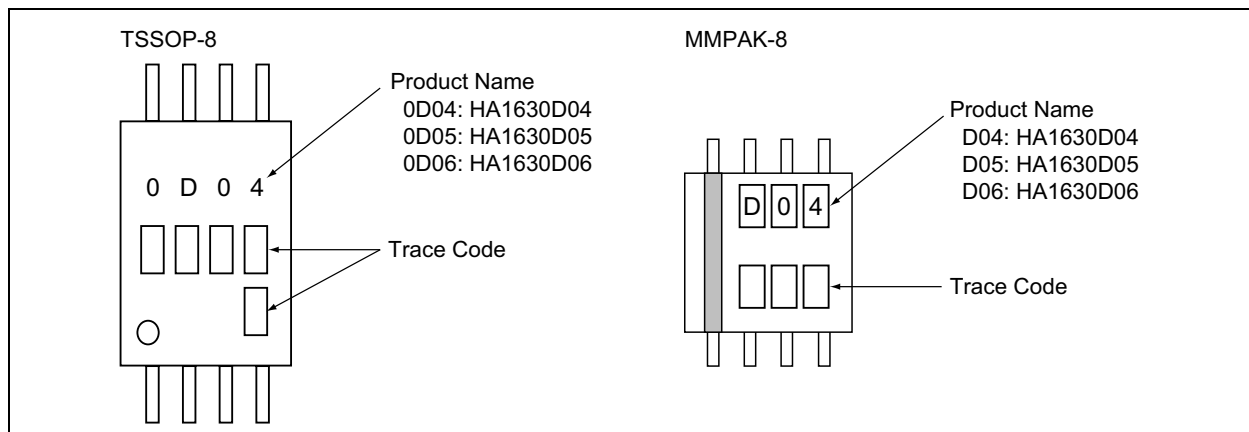 TSSOP-8
Product Name
0D04: HA1630D04
0D05: HA1630D05
0D06: HA1630D06
0 D 0 4
Trace Code
MMPAK-8
Product Name
D04: HA1630D04
D05: HA1630D05
D06: HA1630D06
D 0 4
Trace Code